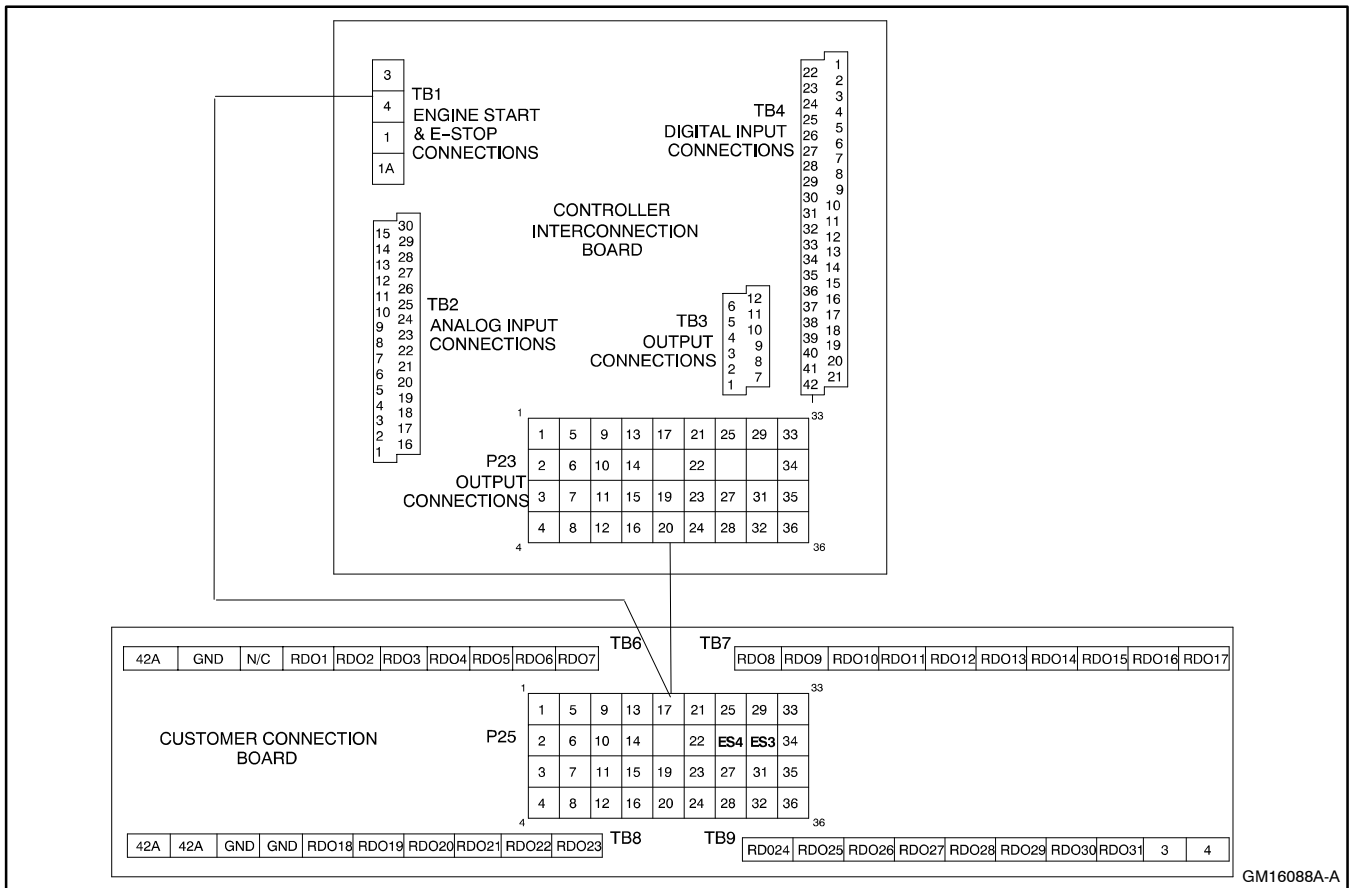 3
4
1
1A
TB1
ENGINE START
& E-STOP
CONNECTIONS
TB4
DIGITAL INPUT
CONNECTIONS
22 1
23 2
24 3
25 4
26 5
27 6
28 7
29 8
30 9
31 10
32 11
33 12
34 13
35 14
36 15
37 16
38 17
39 18
40 19
41 20
42 21
CONTROLLER
INTERCONNECTION
BOARD
15 30
14 29
13 28
12 27
11 26
10 25
9 24
8 23
7 22
6 21
5 20
4 19
3 18
2 17
1 16
TB2
ANALOG INPUT
CONNECTIONS
TB3
OUTPUT
CONNECTIONS
6 12
5 11
4 10
3 9
2 8
1 7
1 33
P23
OUTPUT
CONNECTIONS
1 5 9 13 17 21 25 29 33
2 6 10 14 22 34
3 7 11 15 19 23 27 31 35
4 8 12 16 20 24 28 32 36
4 36
42A GND N/C RDO1 RDO2 RDO3 RDO4 RDO5 RDO6 RDO7 TB6
TB7 RDO8 RDO9 RDO10 RDO11 RDO12 RDO13 RDO14 RDO15 RDO16 RDO17
CUSTOMER CONNECTION
BOARD
P25
1 33
1 5 9 13 17 21 25 29 33
2 6 10 14 22 ES4 ES3 34
3 7 11 15 19 23 27 31 35
4 8 12 16 20 24 28 32 36
4 36
42A 42A GND GND RDO18 RDO19 RDO20 RDO21 RDO22 RDO23 TB8
TB9 RD024 RDO25 RDO26 RDO27 RDO28 RDO29 RDO30 RDO31 3 4
GM16088A-A